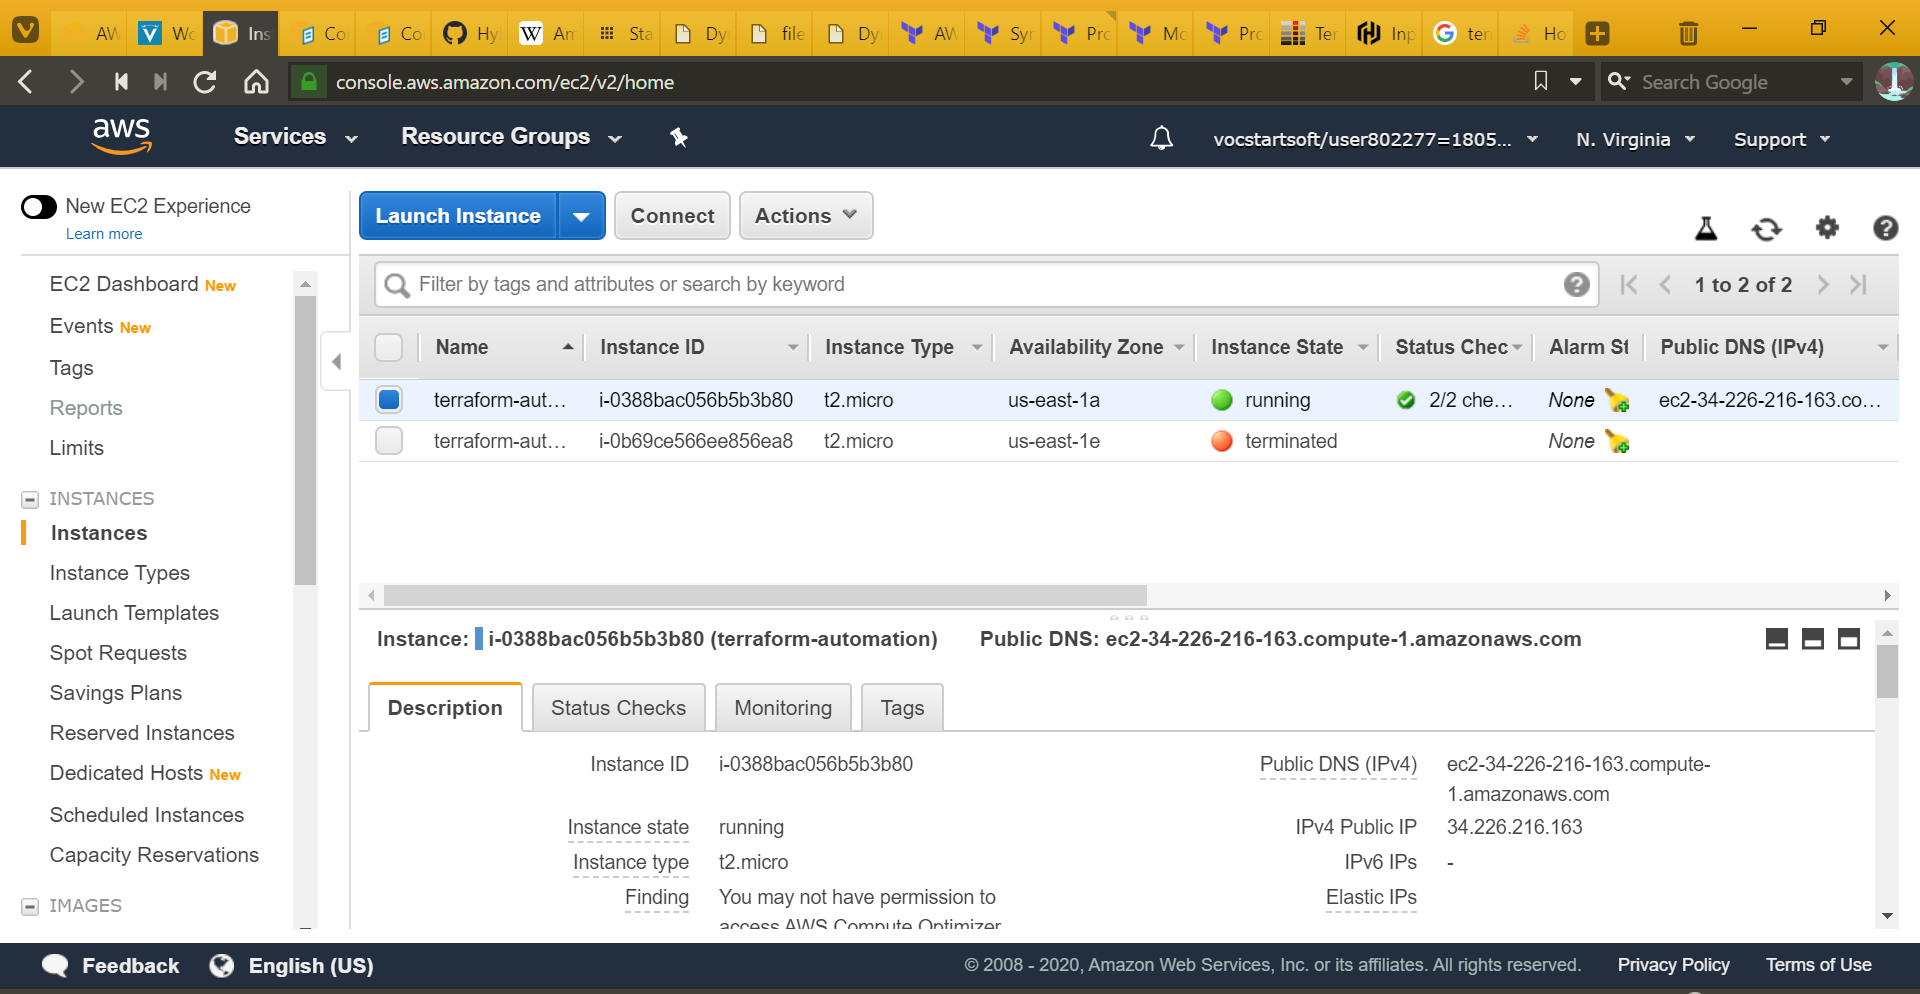 AW
Wo
Ins
Co
Co
Hyl
W
Am
Sta
Dyn
file
Dyn
AW
Syn
Pro
Mo
Pro
Ter
Inp
ter
Ho
console.aws.amazon.com/ec2/v2/home
Search Google
aws
Services
Resource Groups
vocstartsoft/user802277=1805...
N. Virginia
Support
New EC2 Experience
Learn more
EC2 Dashboard New
Events New
Tags
Reports
Limits
INSTANCES
Instances
Instance Types
Launch Templates
Spot Requests
Savings Plans
Reserved Instances
Dedicated Hosts New
Scheduled Instances
Capacity Reservations
IMAGES
Launch Instance
Connect
Actions
Filter by tags and attributes or search by keyword
1 to 2 of 2
Name Instance ID Instance Type Availability Zone Instance State Status Chec Alarm St Public DNS (IPv4)
terraform-aut... i-0388bac056b5b3b80 t2.micro us-east-1a running 2/2 che... None ec2-34-226-216-163.co...
terraform-aut... i-0b69ce566ee856ea8 t2.micro us-east-1e terminated None
Instance: i-0388bac056b5b3b80 (terraform-automation) Public DNS: ec2-34-226-216-163.compute-1.amazonaws.com
Description
Status Checks
Monitoring
Tags
Instance ID i-0388bac056b5b3b80
Instance state running
Instance type t2.micro
Finding You may not have permission to
access AWS Compute Optimizer
Public DNS (IPv4) ec2-34-226-216-163.compute-
1.amazonaws.com
IPv4 Public IP 34.226.216.163
IPv6 IPs -
Elastic IPs
Feedback
English (US)
© 2008 - 2020, Amazon Web Services, Inc. or its affiliates. All rights reserved.
Privacy Policy
Terms of Use